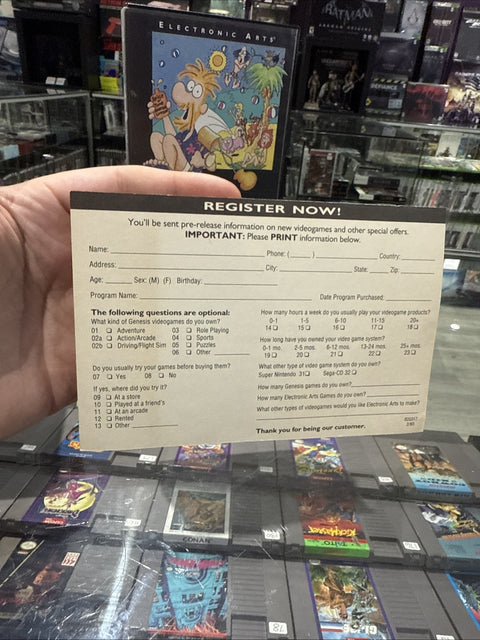 BATMAN
ELECTRONIC ARTS
REGISTER NOW!
You'll be sent pre-release information on new videogames and other special offers.
IMPORTANT: Please PRINT information below.
Name: Phone: ( ) Country:
Address: City: State: Zip:
Age: Sex: (M) (F) Birthday:
Program Name: Date Program Purchased:
The following questions are optional:
What kind of Genesis videogames do you own?
01 Adventure 03 Role Playing
02a Action/Arcade 04 Sports
02b Driving/Flight Sim 05 Puzzles
06 Other
Do you usually try your games before buying them?
07 Yes 08 No
If yes, where did you try it?
09 At a store
10 Played at a friend's
11 At an arcade
12 Rented
13 Other
How many hours a week do you usually play your videogame products?
0-1 1-5 6-10 11-15 20+
14 15 16 17 18
How long have you owned your video game system?
0-1 mo. 2-5 mos. 6-12 mos. 13-24 mos. 25+ mos.
19 20 21 22 23
What other type of video game system do you own?
Super Nintendo 31 Sega-CD 32
How many Genesis games do you own?
How many Electronic Arts Games do you own?
What other types of videogames would you like Electronic Arts to make?
Thank you for being our customer.
CONAN